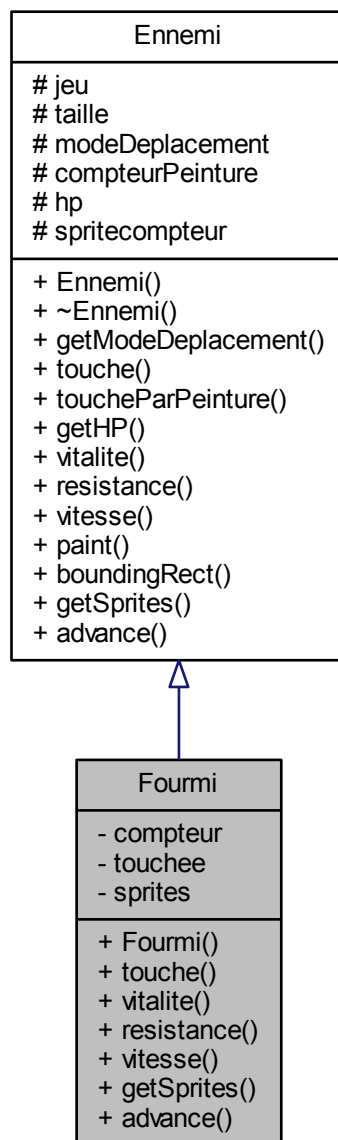 Ennemi
# jeu
# taille
# modeDeplacement
# compteurPeinture
# hp
# spritecompteur
+ Ennemi()
+ ~Ennemi()
+ getModeDeplacement()
+ touche()
+ toucheParPeinture()
+ getHP()
+ vitalite()
+ resistance()
+ vitesse()
+ paint()
+ boundingRect()
+ getSprites()
+ advance()
Fourmi
- compteur
- touchee
- sprites
+ Fourmi()
+ touche()
+ vitalite()
+ resistance()
+ vitesse()
+ getSprites()
+ advance()